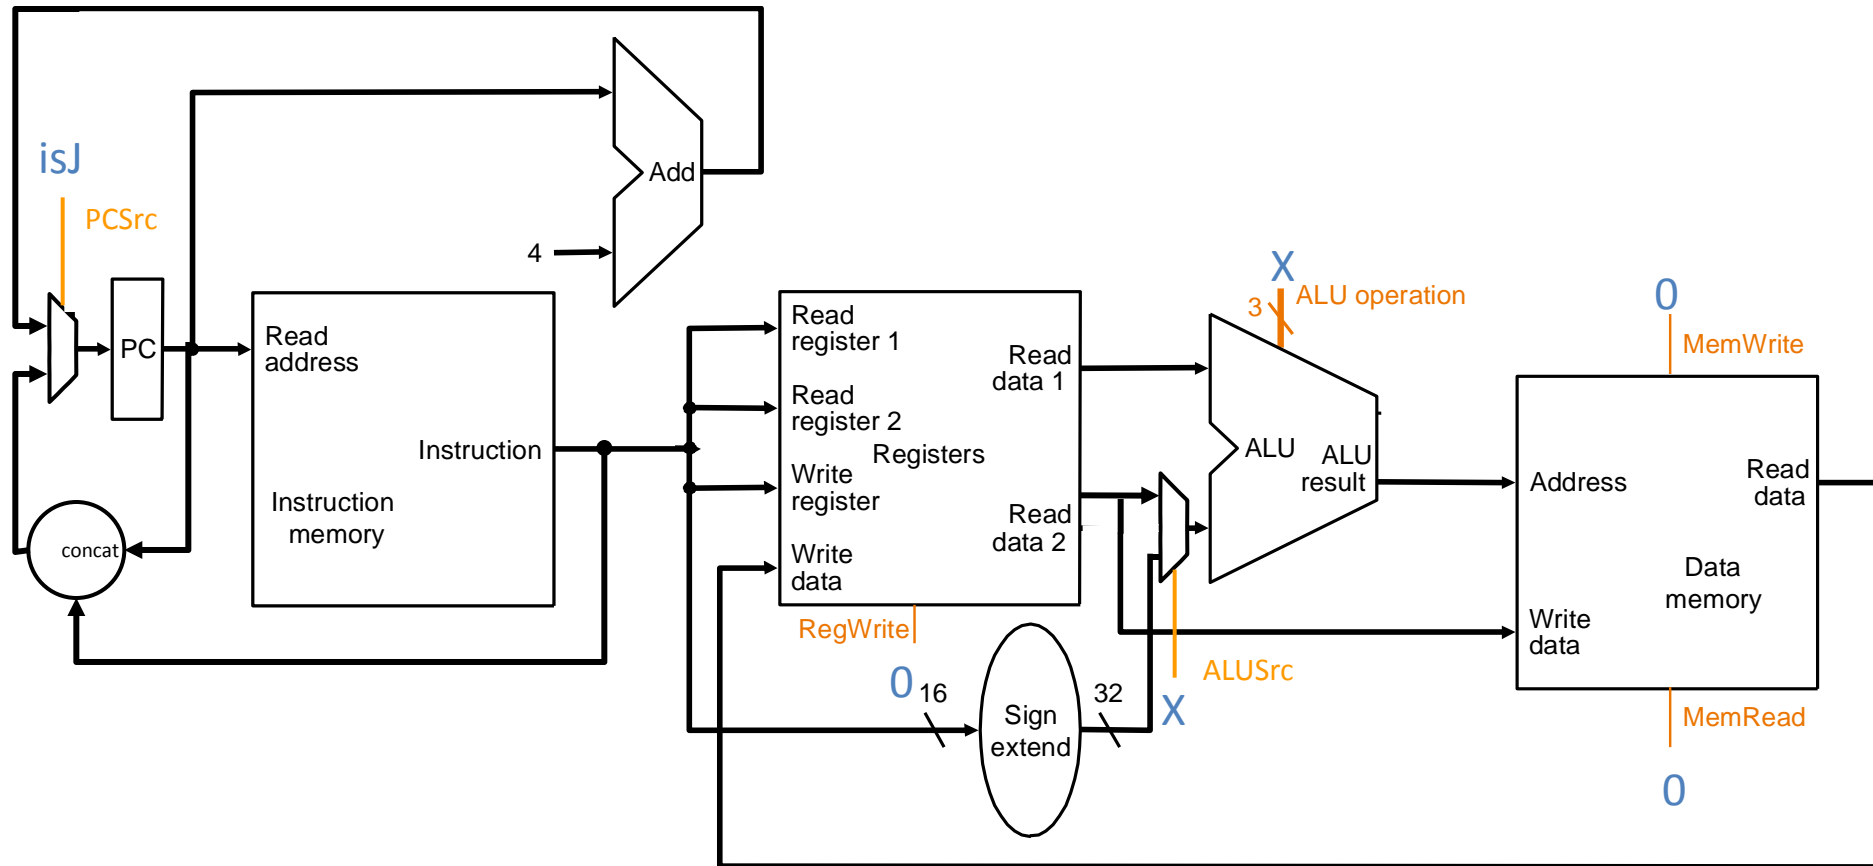 isJ
PCSrc
Add
4
PC
Read
address
Instruction
Instruction
memory
concat
Read
register 1
Read
register 2
Registers
Write
register
Write
data
Read
data 1
Read
data 2
RegWrite
0
16
Sign
extend
32
X
ALU operation
3
ALU
ALU
result
ALUSrc
X
0
MemWrite
Address
Read
data
Data
memory
Write
data
MemRead
0